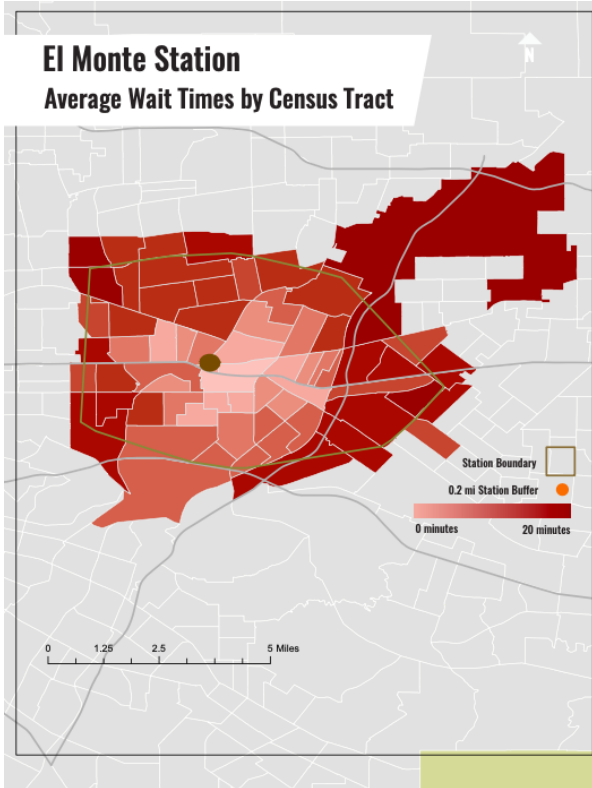 El Monte Station
Average Wait Times by Census Tract
N
Station Boundary
0.2 mi Station Buffer
0 minutes 20 minutes
0 1.25 2.5 5 Miles